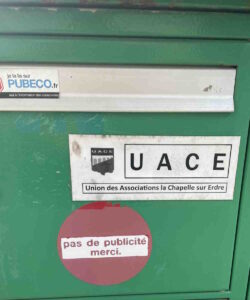 je lis sur
PUBECO.fr
UACE
UACE
Union des Associations la Chapelle sur Erdre
pas de publicité
merci.